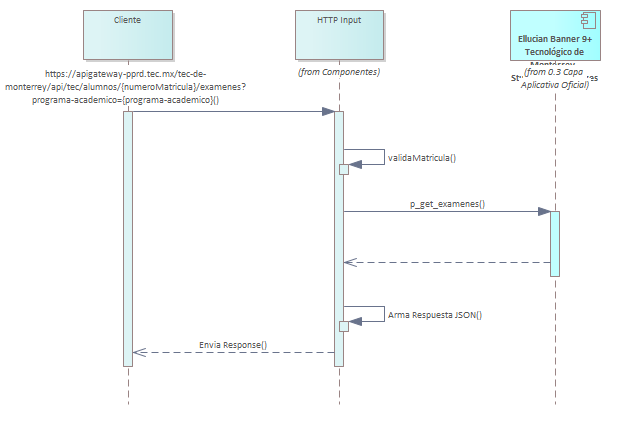 Cliente
HTTP Input
Ellucian Banner 9+
Tecnológico de
Monterrey
(from Componentes)
(from 0.3 Capa
Aplicativa Oficial)
https://apigateway-pprd.tec.mx/tec-de-
monterrey/api/tec/alumnos/{numeroMatricula}/examenes?
programa-academico={programa-academico}()
validaMatricula()
p_get_examenes()
Arma Respuesta JSON()
Envia Response()